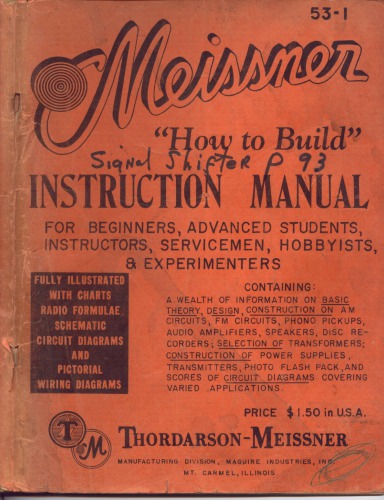 53-1
Meissner
"How to Build"
Signal Shifter P 93
INSTRUCTION MANUAL
FOR BEGINNERS, ADVANCED STUDENTS,
INSTRUCTORS, SERVICEMEN, HOBBYISTS,
& EXPERIMENTERS
FULLY ILLUSTRATED
WITH CHARTS
RADIO FORMULAE
SCHEMATIC
CIRCUIT DIAGRAMS
AND
PICTORIAL
WIRING DIAGRAMS
CONTAINING:
A WEALTH OF INFORMATION ON BASIC
THEORY, DESIGN, CONSTRUCTION ON AM
CIRCUITS, FM CIRCUITS, PHONO PICKUPS,
AUDIO AMPLIFIERS, SPEAKERS, DISC RE-
CORDERS; SELECTION OF TRANSFORMERS;
CONSTRUCTION OF POWER SUPPLIES,
TRANSMITTERS, PHOTO FLASH PACK, AND
SCORES OF CIRCUIT DIAGRAMS COVERING
VARIED APPLICATIONS.
PRICE $1.50 in U.S.A.
T M
THORDARSON-MEISSNER
MANUFACTURING DIVISION, MAGUIRE INDUSTRIES, INC.
MT. CARMEL, ILLINOIS